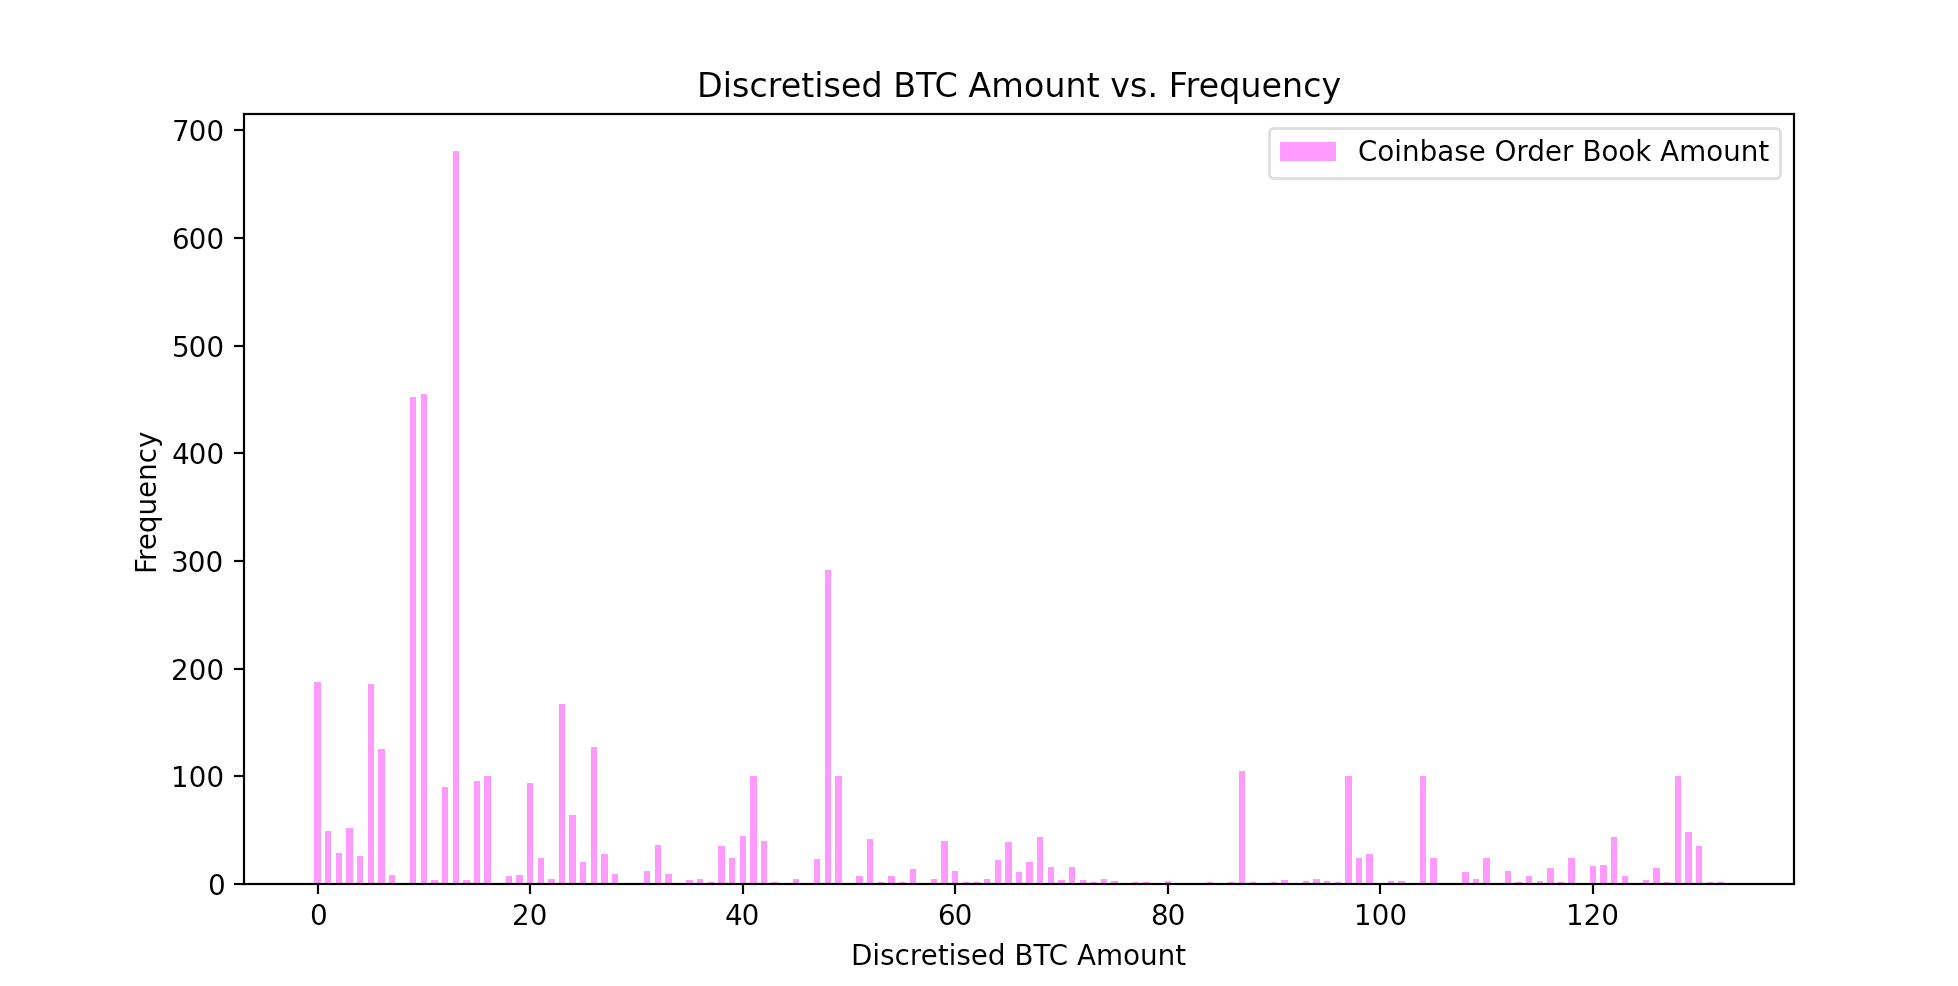 Discretised BTC Amount vs. Frequency
Coinbase Order Book Amount
700
600
500
400
300
200
100
0
Frequency
0 20 40 60 80 100 120
Discretised BTC Amount